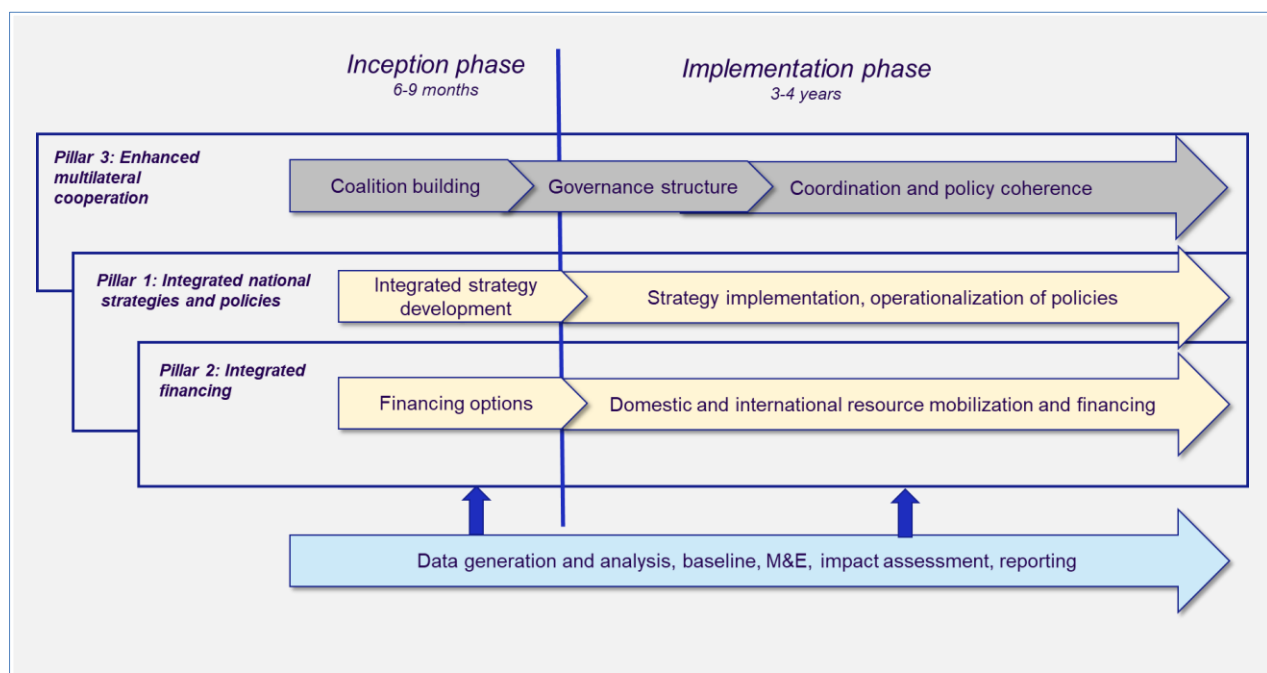 Inception phase
6-9 months
Implementation phase
3-4 years
Pillar 3: Enhanced
multilateral
cooperation
Coalition building
Governance structure
Coordination and policy coherence
Pillar 1: Integrated national
strategies and policies
Integrated strategy
development
Strategy implementation, operationalization of policies
Pillar 2: Integrated
financing
Financing options
Domestic and international resource mobilization and financing
Data generation and analysis, baseline, M&E, impact assessment, reporting